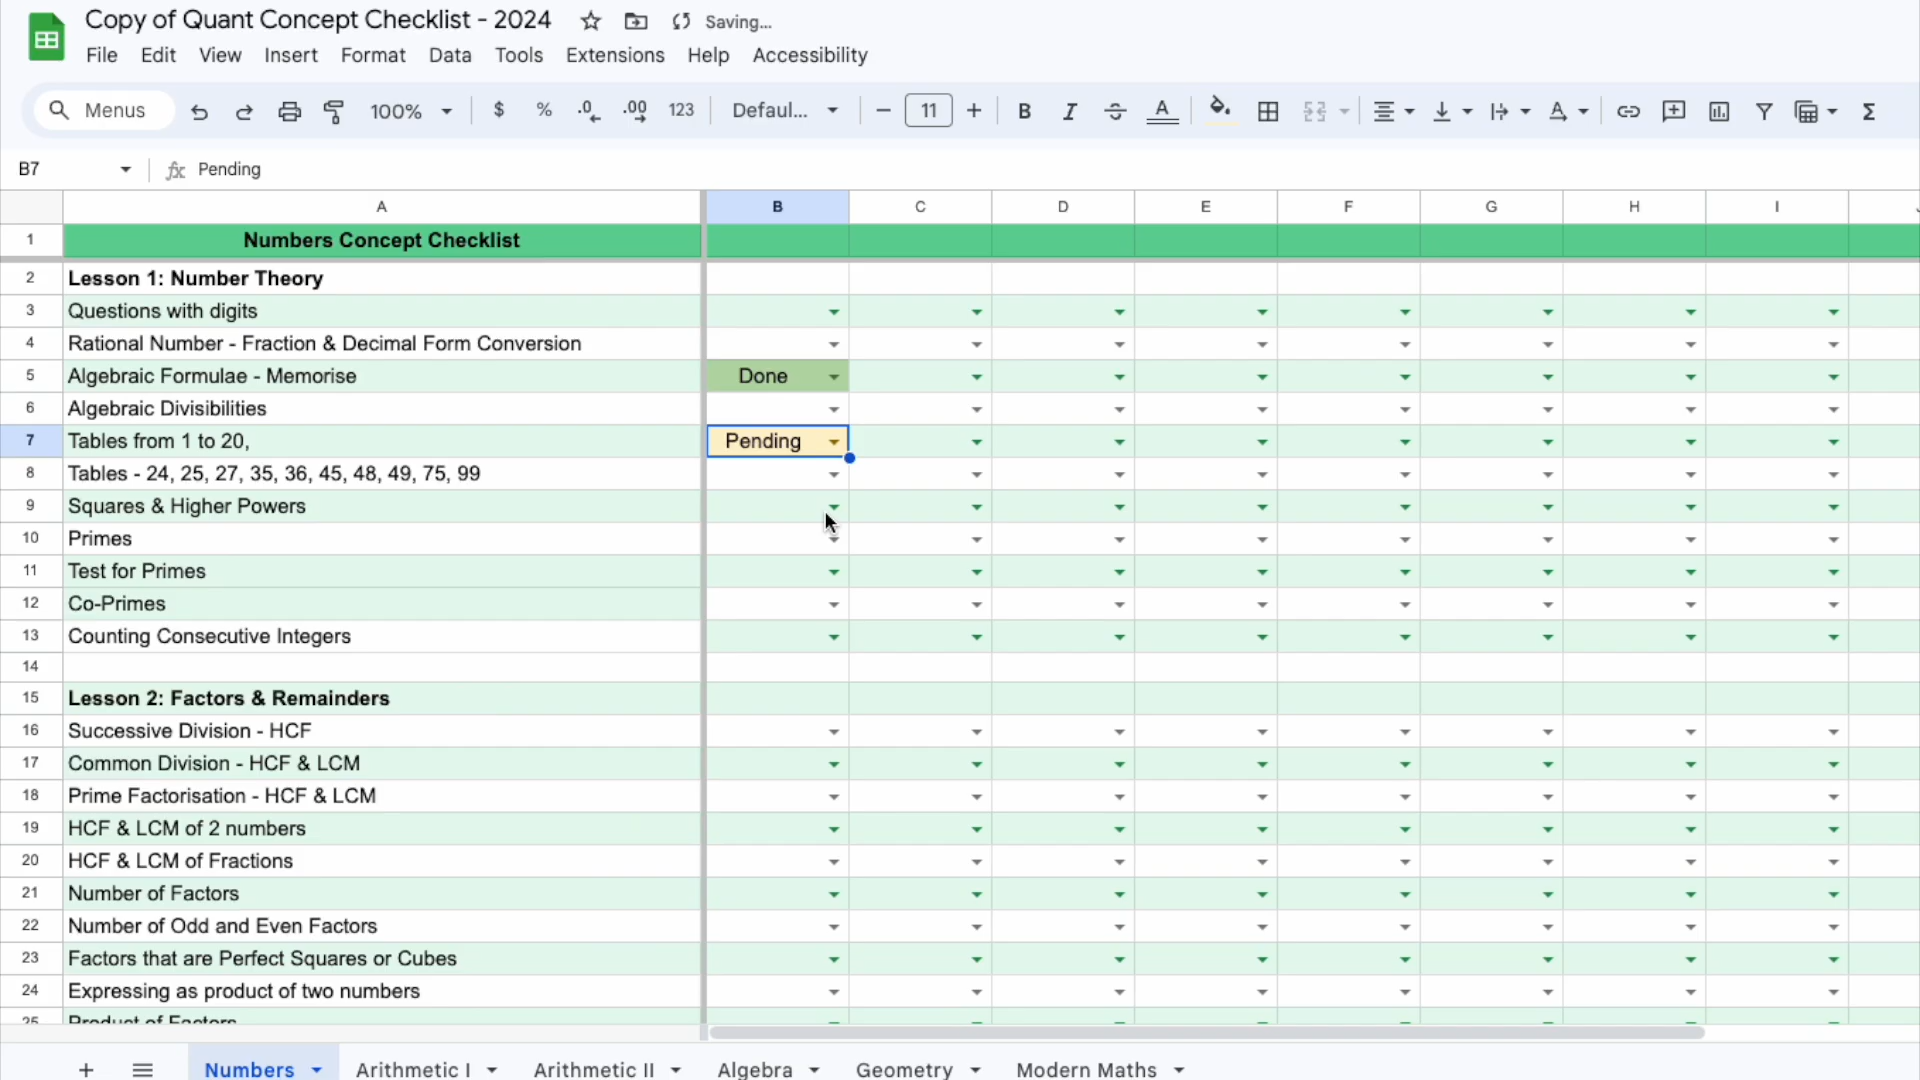 Copy of Quant Concept Checklist - 2024 Saving...
File Edit View Insert Format Data Tools Extensions Help Accessibility
Menus 100% $ % .0 .00 123 Defaul... 11 B I S A A Σ
B7 fx Pending
A B C D E F G H I
1 Numbers Concept Checklist
2 Lesson 1: Number Theory
3 Questions with digits
4 Rational Number - Fraction & Decimal Form Conversion
5 Algebraic Formulae - Memorise Done
6 Algebraic Divisibilities
7 Tables from 1 to 20, Pending
8 Tables - 24, 25, 27, 35, 36, 45, 48, 49, 75, 99
9 Squares & Higher Powers
10 Primes
11 Test for Primes
12 Co-Primes
13 Counting Consecutive Integers
14
15 Lesson 2: Factors & Remainders
16 Successive Division - HCF
17 Common Division - HCF & LCM
18 Prime Factorisation - HCF & LCM
19 HCF & LCM of 2 numbers
20 HCF & LCM of Fractions
21 Number of Factors
22 Number of Odd and Even Factors
23 Factors that are Perfect Squares or Cubes
24 Expressing as product of two numbers
25 Product of Factors
Numbers Arithmetic I Arithmetic II Algebra Geometry Modern Maths